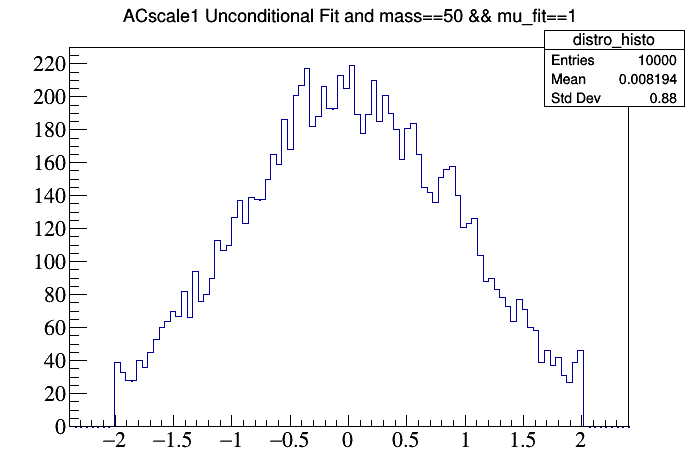 ACscale1 Unconditional Fit and mass==50 && mu_fit==1
distro_histo
Entries 10000
Mean 0.008194
Std Dev 0.88
220
200
180
160
140
120
100
80
60
40
20
0
−2 −1.5 −1 −0.5 0 0.5 1 1.5 2